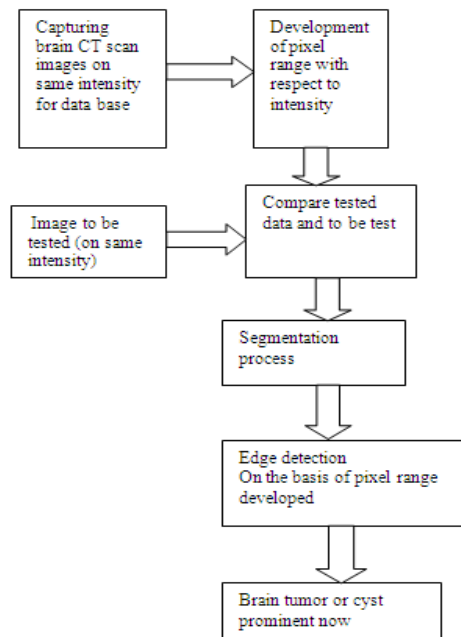 Capturing
brain CT scan
images on
same intensity
for data base
Development
of pixel
range with
respect to
intensity
Image to be
tested (on same
intensity)
Compare tested
data and to be test
Segmentation
process
Edge detection
On the basis of pixel range
developed
Brain tumor or cyst
prominent now